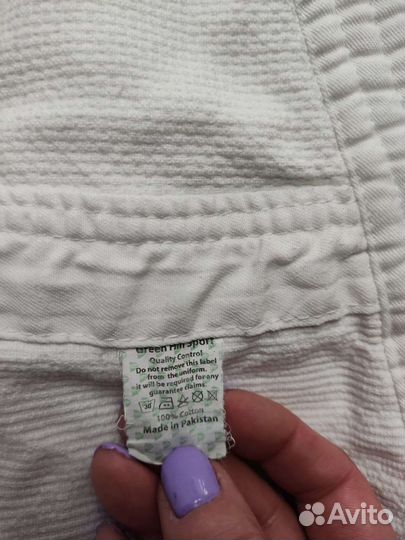 Green Hill Sport
Quality Control
Do not remove this label
from the uniform.
it will be required for any
guarantee claims.
30
100% Cotton
Made in Pakistan
Avito